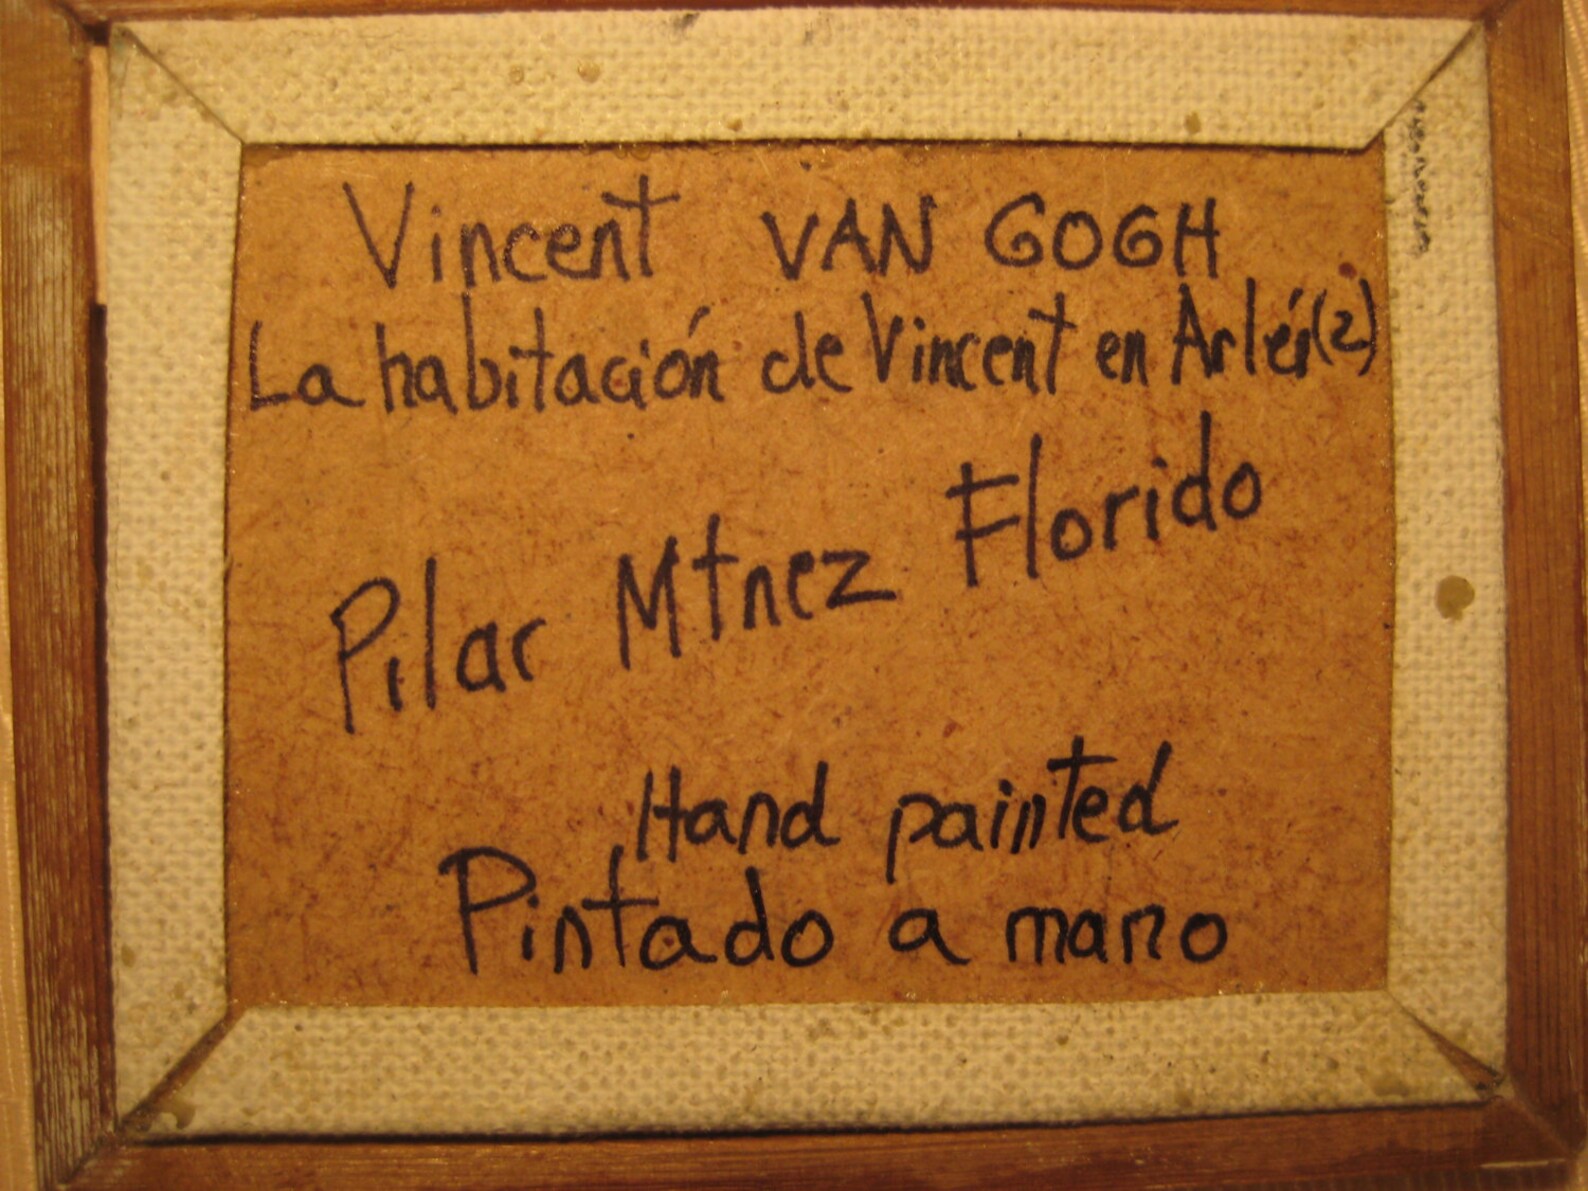 Vincent VAN GOGH
La habitación de Vincent en Arlés(2)
Pilar Mtnez Florido
Hand painted
Pintado a mano